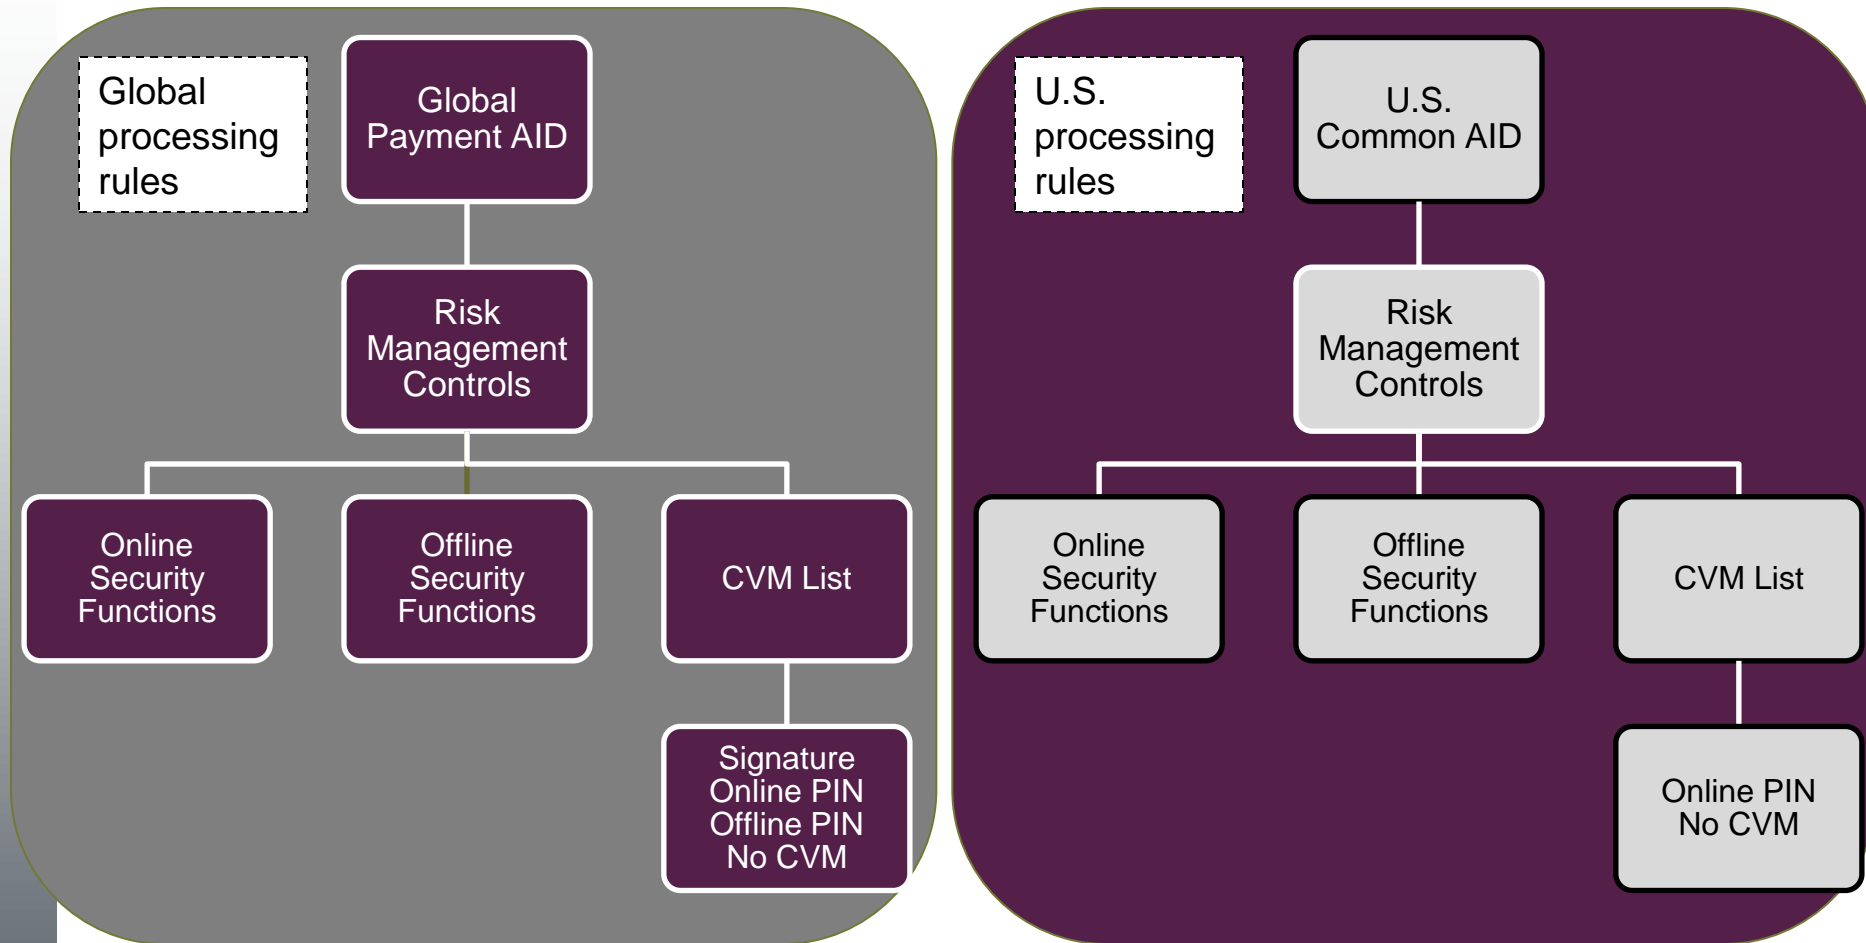 Global
processing
rules
Global
Payment AID
Risk
Management
Controls
Online
Security
Functions
Offline
Security
Functions
CVM List
Signature
Online PIN
Offline PIN
No CVM
U.S.
processing
rules
U.S.
Common AID
Risk
Management
Controls
Online
Security
Functions
Offline
Security
Functions
CVM List
Online PIN
No CVM